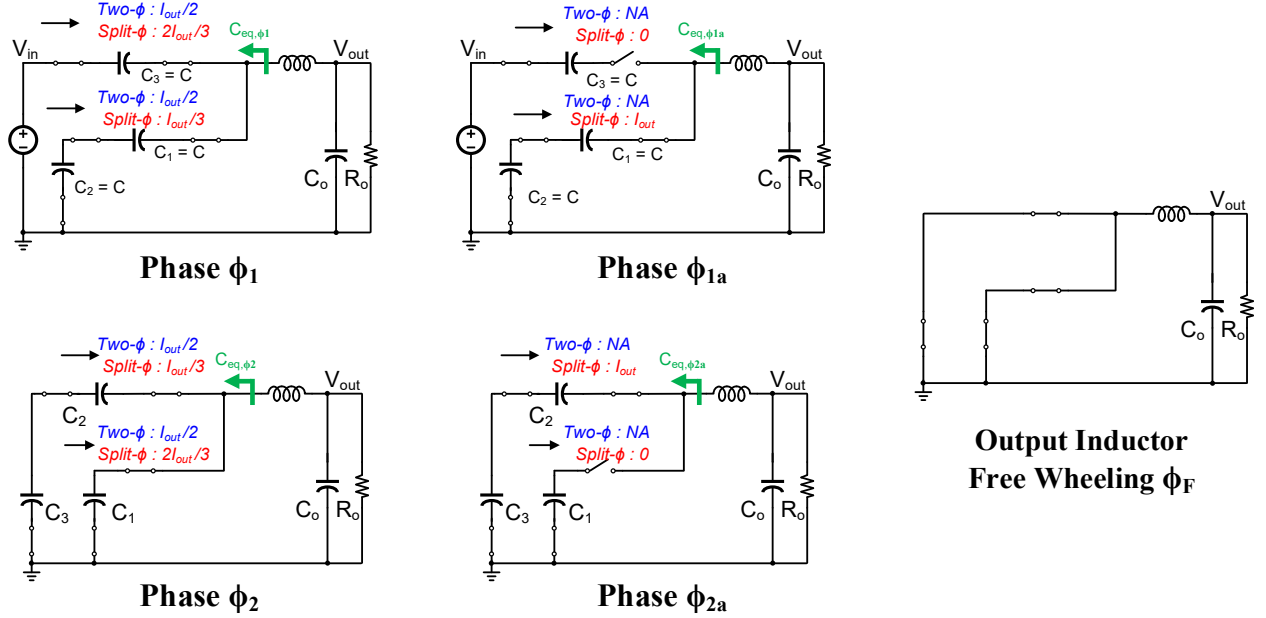 Two-ϕ : Iout/2
Split-ϕ : 2Iout/3
Ceq,ϕ1
Vin
Vout
C3 = C
Two-ϕ : Iout/2
Split-ϕ : Iout/3
+
−
C1 = C
C2 = C
Co
Ro
Phase ϕ1
Two-ϕ : NA
Split-ϕ : 0
Ceq,ϕ1a
Vin
Vout
C3 = C
Two-ϕ : NA
Split-ϕ : Iout
+
−
C1 = C
C2 = C
Co
Ro
Phase ϕ1a
Two-ϕ : Iout/2
Split-ϕ : Iout/3
Ceq,ϕ2
Vout
C2
Two-ϕ : Iout/2
Split-ϕ : 2Iout/3
C3
C1
Co
Ro
Phase ϕ2
Two-ϕ : NA
Split-ϕ : Iout
Ceq,ϕ2a
Vout
C2
Two-ϕ : NA
Split-ϕ : 0
C3
C1
Co
Ro
Phase ϕ2a
Vout
Co
Ro
Output Inductor
Free Wheeling ϕF